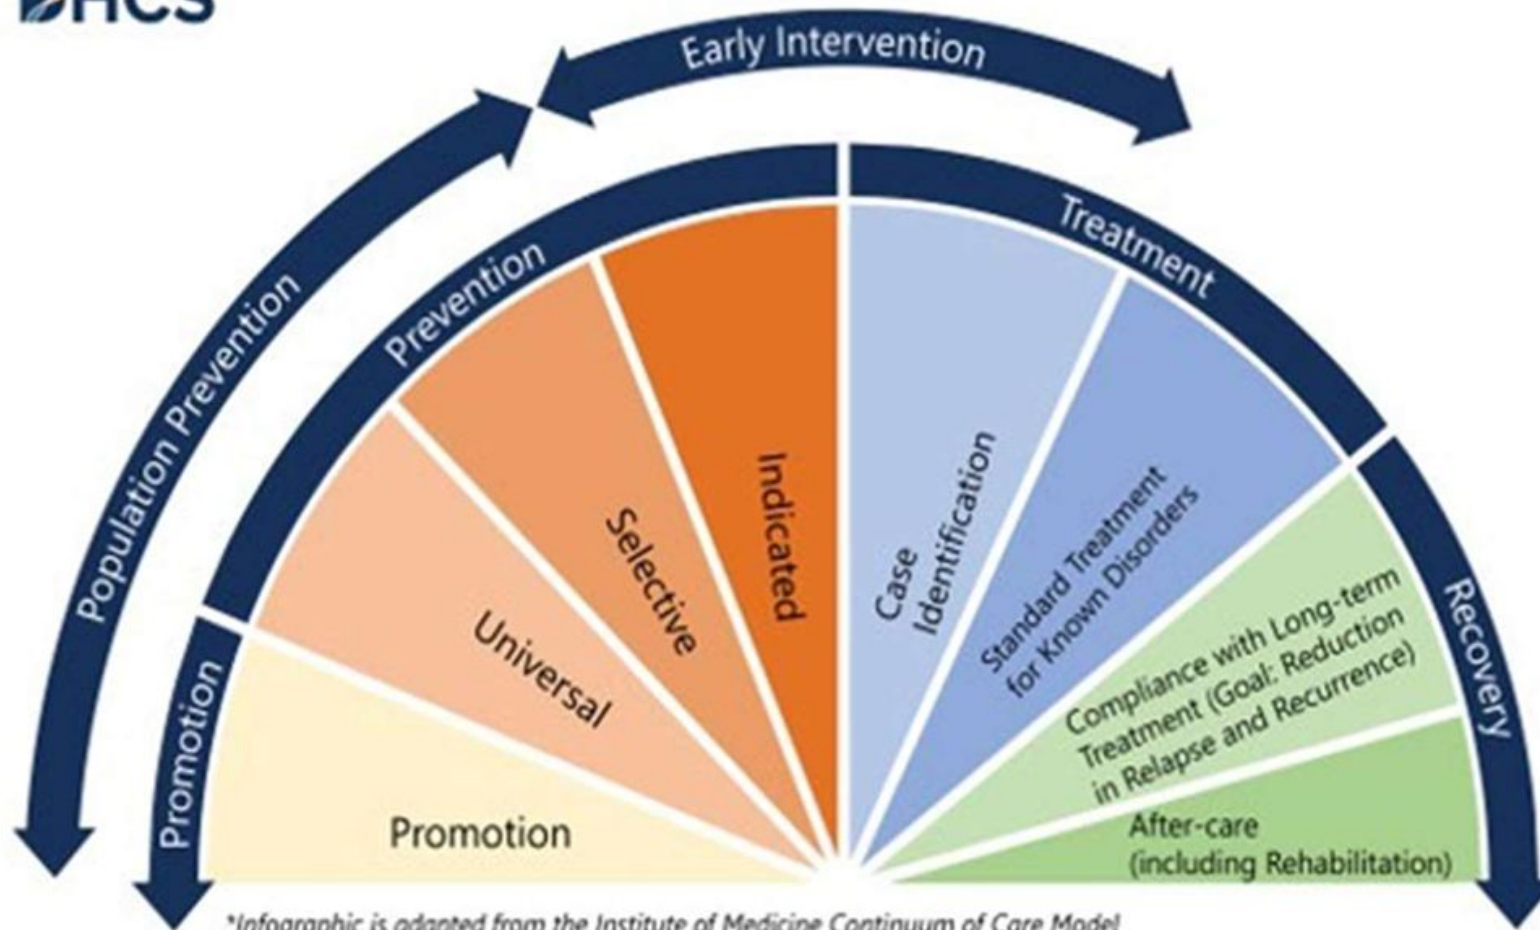 DHCS
Early Intervention
Population Prevention
Prevention
Treatment
Promotion
Recovery
Promotion
Universal
Selective
Indicated
Case
Identification
Standard Treatment
for Known Disorders
Compliance with Long-term
Treatment (Goal: Reduction
in Relapse and Recurrence)
After-care
(including Rehabilitation)
*Infographic is adapted from the Institute of Medicine Continuum of Care Model